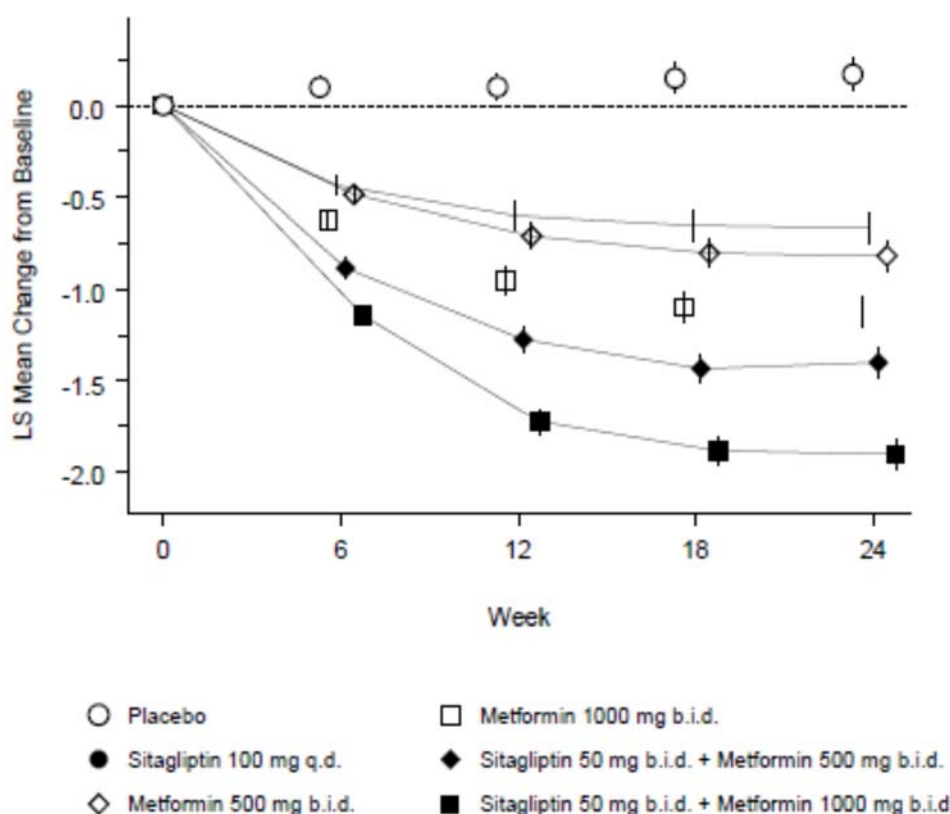 LS Mean Change from Baseline
0.0
-0.5
-1.0
-1.5
-2.0
0 6 12 18 24
Week
Placebo
Metformin 1000 mg b.i.d.
Sitagliptin 100 mg q.d.
Sitagliptin 50 mg b.i.d. + Metformin 500 mg b.i.d.
Metformin 500 mg b.i.d.
Sitagliptin 50 mg b.i.d. + Metformin 1000 mg b.i.d